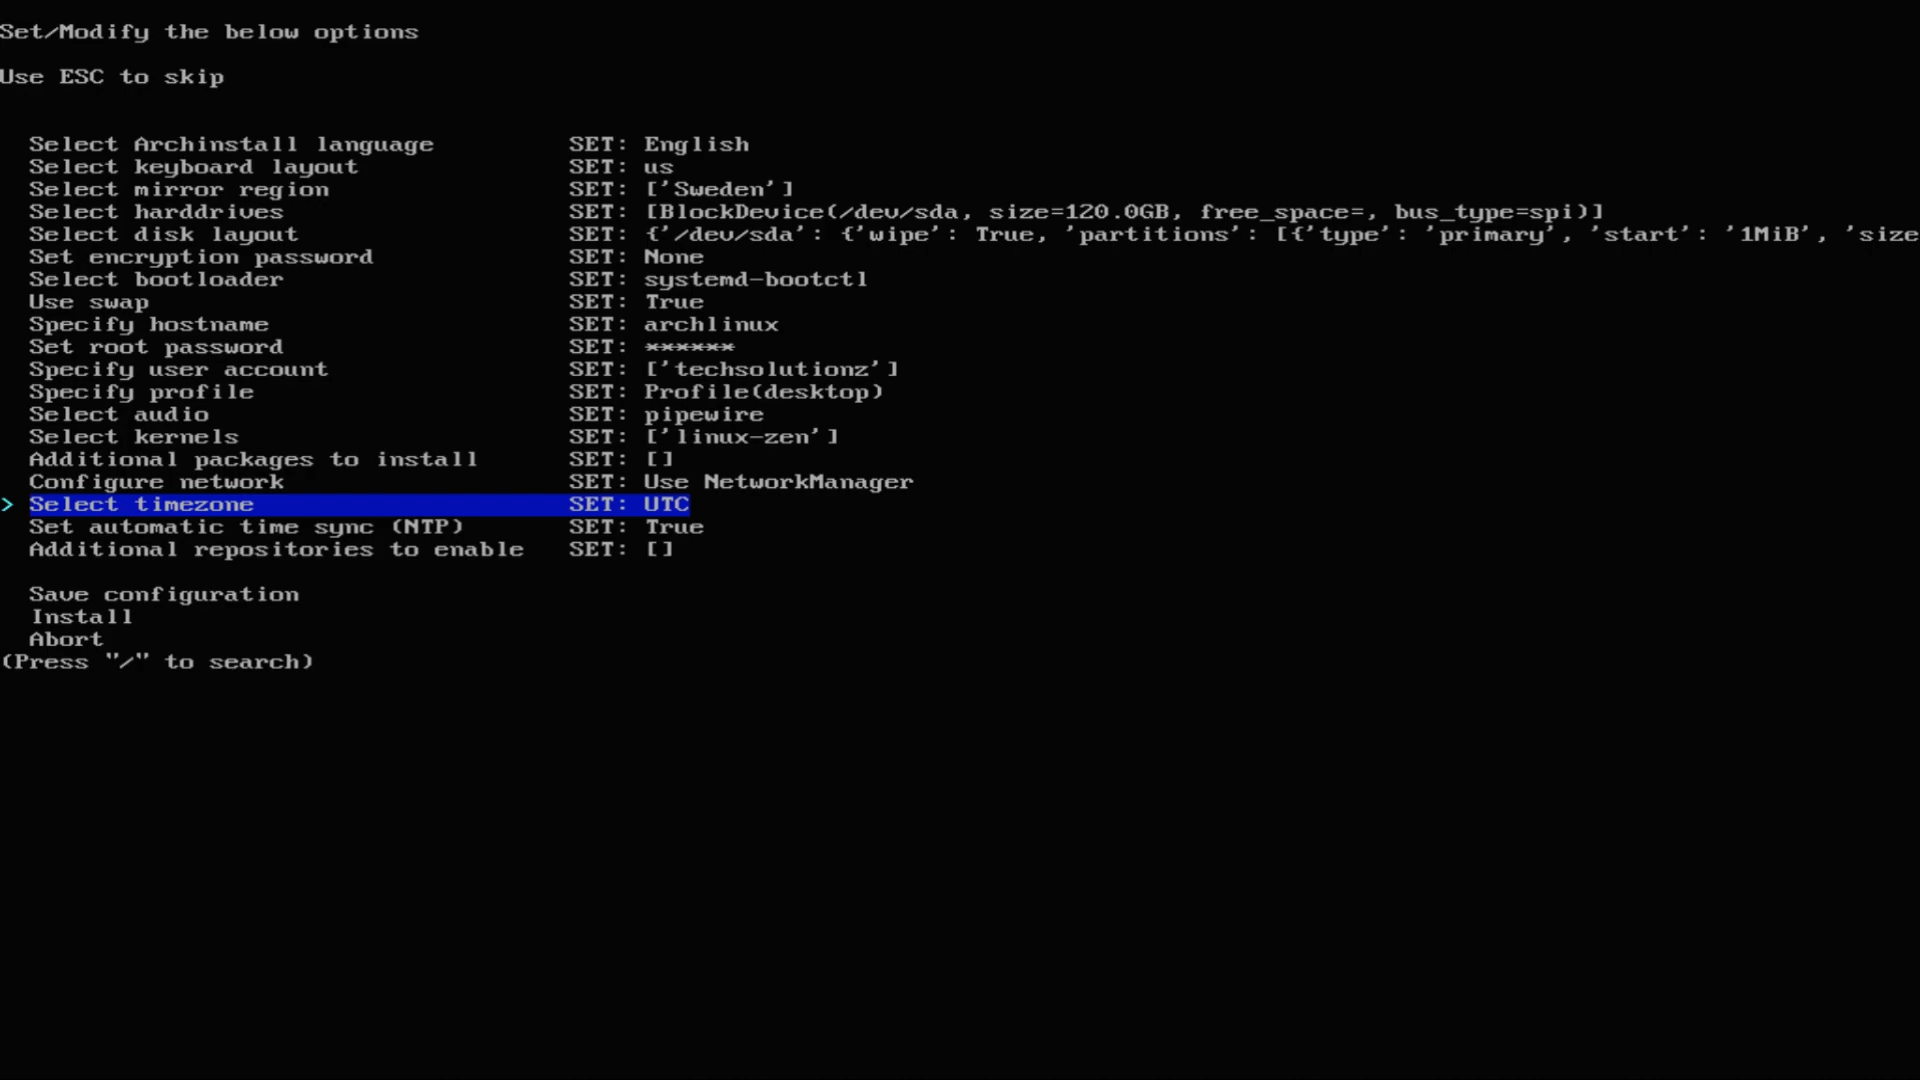 Set/Modify the below options
Use ESC to skip
Select Archinstall language SET: English
Select keyboard layout SET: us
Select mirror region SET: ['Sweden']
Select harddrives SET: [BlockDevice(/dev/sda, size=120.0GB, free_space=, bus_type=spi)]
Select disk layout SET: {'/dev/sda': {'wipe': True, 'partitions': [{'type': 'primary', 'start': '1MiB', 'size
Set encryption password SET: None
Select bootloader SET: systemd-bootctl
Use swap SET: True
Specify hostname SET: archlinux
Set root password SET: ******
Specify user account SET: ['techsolutionz']
Specify profile SET: Profile(desktop)
Select audio SET: pipewire
Select kernels SET: ['linux-zen']
Additional packages to install SET: []
Configure network SET: Use NetworkManager
> Select timezone SET: UTC
Set automatic time sync (NTP) SET: True
Additional repositories to enable SET: []
Save configuration
Install
Abort
(Press "/" to search)